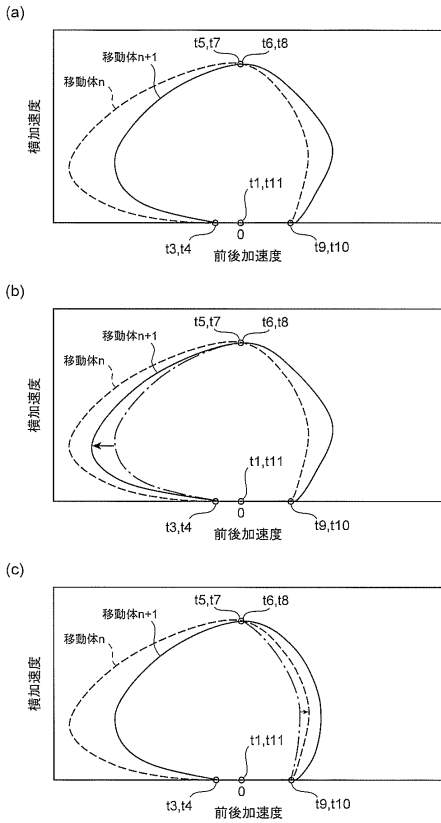 (a)
t5,t7 t6,t8
移動体n 移動体n+1
横加速度
t1,t11
t3,t4 0 t9,t10
前後加速度
(b)
t5,t7 t6,t8
移動体n 移動体n+1
横加速度
t1,t11
t3,t4 0 t9,t10
前後加速度
(c)
t5,t7 t6,t8
移動体n 移動体n+1
横加速度
t1,t11
t3,t4 0 t9,t10
前後加速度